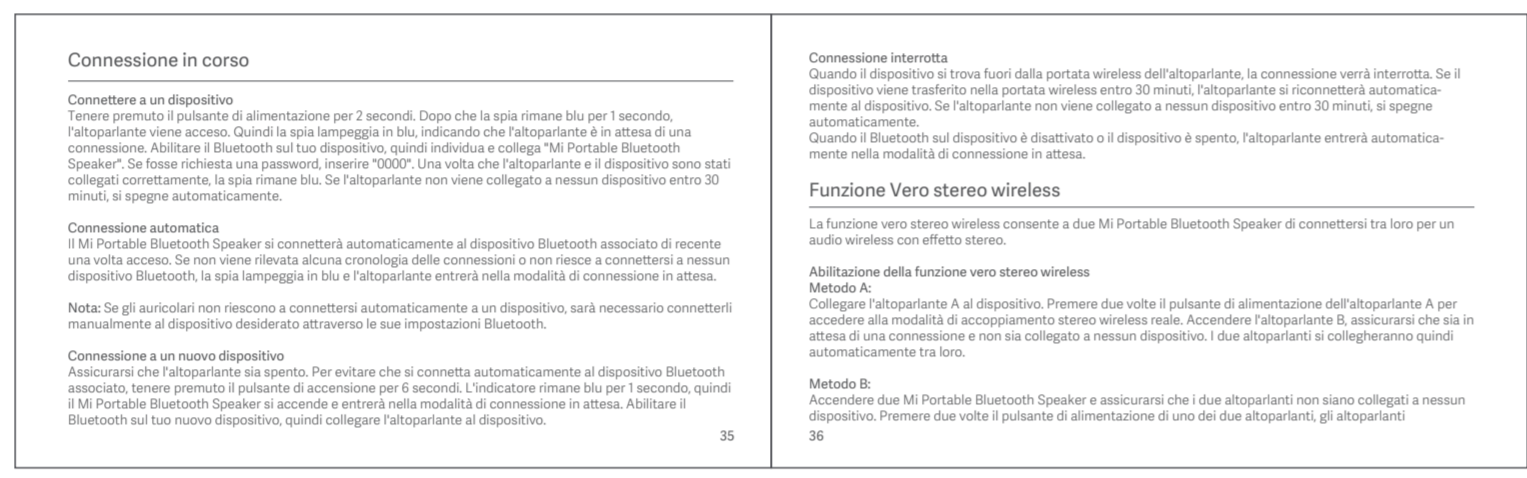 Connessione in corso
Connettere a un dispositivo
Tenere premuto il pulsante di alimentazione per 2 secondi. Dopo che la spia rimane blu per 1 secondo,
l'altoparlante viene acceso. Quindi la spia lampeggia in blu, indicando che l'altoparlante è in attesa di una
connessione. Abilitare il Bluetooth sul tuo dispositivo, quindi individua e collega "Mi Portable Bluetooth
Speaker". Se fosse richiesta una password, inserire "0000". Una volta che l'altoparlante e il dispositivo sono stati
collegati correttamente, la spia rimane blu. Se l'altoparlante non viene collegato a nessun dispositivo entro 30
minuti, si spegne automaticamente.
Connessione automatica
Il Mi Portable Bluetooth Speaker si connetterà automaticamente al dispositivo Bluetooth associato di recente
una volta acceso. Se non viene rilevata alcuna cronologia delle connessioni o non riesce a connettersi a nessun
dispositivo Bluetooth, la spia lampeggia in blu e l'altoparlante entrerà nella modalità di connessione in attesa.
Nota: Se gli auricolari non riescono a connettersi automaticamente a un dispositivo, sarà necessario connetterli
manualmente al dispositivo desiderato attraverso le sue impostazioni Bluetooth.
Connessione a un nuovo dispositivo
Assicurarsi che l'altoparlante sia spento. Per evitare che si connetta automaticamente al dispositivo Bluetooth
associato, tenere premuto il pulsante di accensione per 6 secondi. L'indicatore rimane blu per 1 secondo, quindi
il Mi Portable Bluetooth Speaker si accende e entrerà nella modalità di connessione in attesa. Abilitare il
Bluetooth sul tuo nuovo dispositivo, quindi collegare l'altoparlante al dispositivo.
35
Connessione interrotta
Quando il dispositivo si trova fuori dalla portata wireless dell'altoparlante, la connessione verrà interrotta. Se il
dispositivo viene trasferito nella portata wireless entro 30 minuti, l'altoparlante si riconnetterà automatica-
mente al dispositivo. Se l'altoparlante non viene collegato a nessun dispositivo entro 30 minuti, si spegne
automaticamente.
Quando il Bluetooth sul dispositivo è disattivato o il dispositivo è spento, l'altoparlante entrerà automatica-
mente nella modalità di connessione in attesa.
Funzione Vero stereo wireless
La funzione vero stereo wireless consente a due Mi Portable Bluetooth Speaker di connettersi tra loro per un
audio wireless con effetto stereo.
Abilitazione della funzione vero stereo wireless
Metodo A:
Collegare l'altoparlante A al dispositivo. Premere due volte il pulsante di alimentazione dell'altoparlante A per
accedere alla modalità di accoppiamento stereo wireless reale. Accendere l'altoparlante B, assicurarsi che sia in
attesa di una connessione e non sia collegato a nessun dispositivo. I due altoparlanti si collegheranno quindi
automaticamente tra loro.
Metodo B:
Accendere due Mi Portable Bluetooth Speaker e assicurarsi che i due altoparlanti non siano collegati a nessun
dispositivo. Premere due volte il pulsante di alimentazione di uno dei due altoparlanti, gli altoparlanti
36